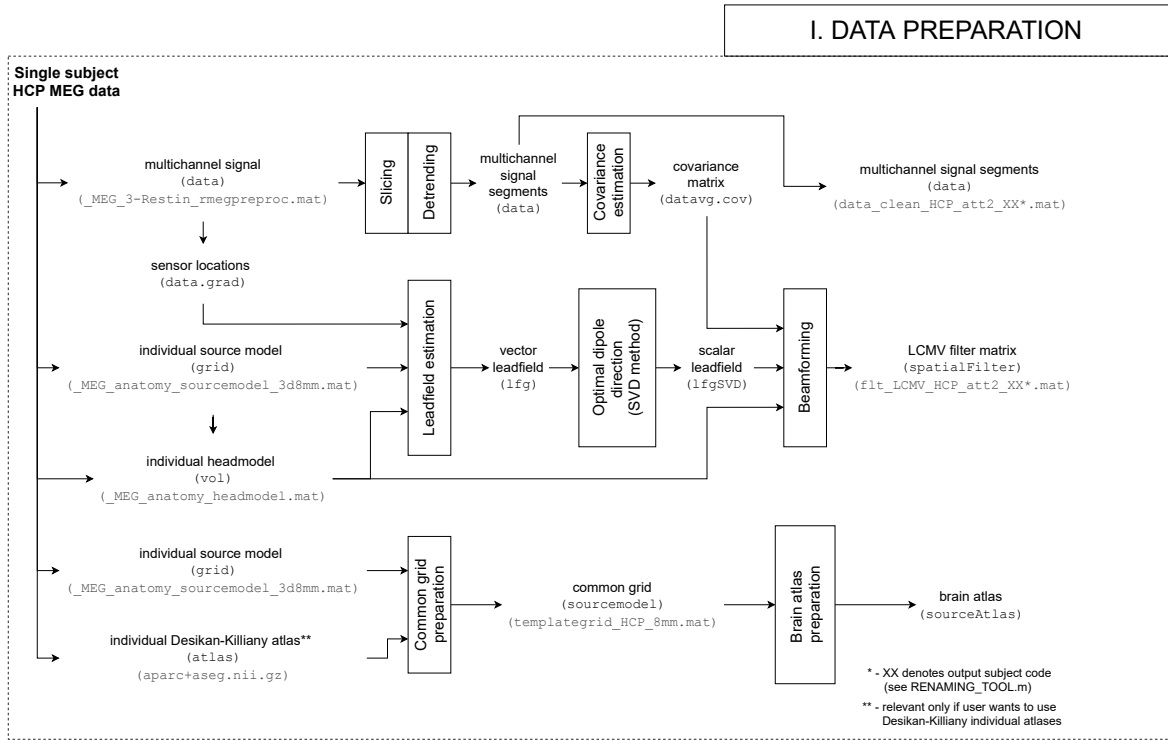 I. DATA PREPARATION
Single subject
HCP MEG data
multichannel signal
(data)
(_MEG_3-Restin_rmegpreproc.mat)
Slicing
Detrending
multichannel
signal
segments
(data)
Covariance
estimation
covariance
matrix
(datavg.cov)
multichannel signal segments
(data)
(data_clean_HCP_att2_XX*.mat)
sensor locations
(data.grad)
individual source model
(grid)
(_MEG_anatomy_sourcemodel_3d8mm.mat)
Leadfield estimation
vector
leadfield
(lfg)
Optimal dipole
direction
(SVD method)
scalar
leadfield
(lfgSVD)
Beamforming
LCMV filter matrix
(spatialFilter)
(flt_LCMV_HCP_att2_XX*.mat)
individual headmodel
(vol)
(_MEG_anatomy_headmodel.mat)
individual source model
(grid)
(_MEG_anatomy_sourcemodel_3d8mm.mat)
individual Desikan-Killiany atlas**
(atlas)
(aparc+aseg.nii.gz)
Common grid
preparation
common grid
(sourcemodel)
(templategrid_HCP_8mm.mat)
Brain atlas
preparation
brain atlas
(sourceAtlas)
* - XX denotes output subject code
(see RENAMING_TOOL.m)
** - relevant only if user wants to use
Desikan-Killiany individual atlases